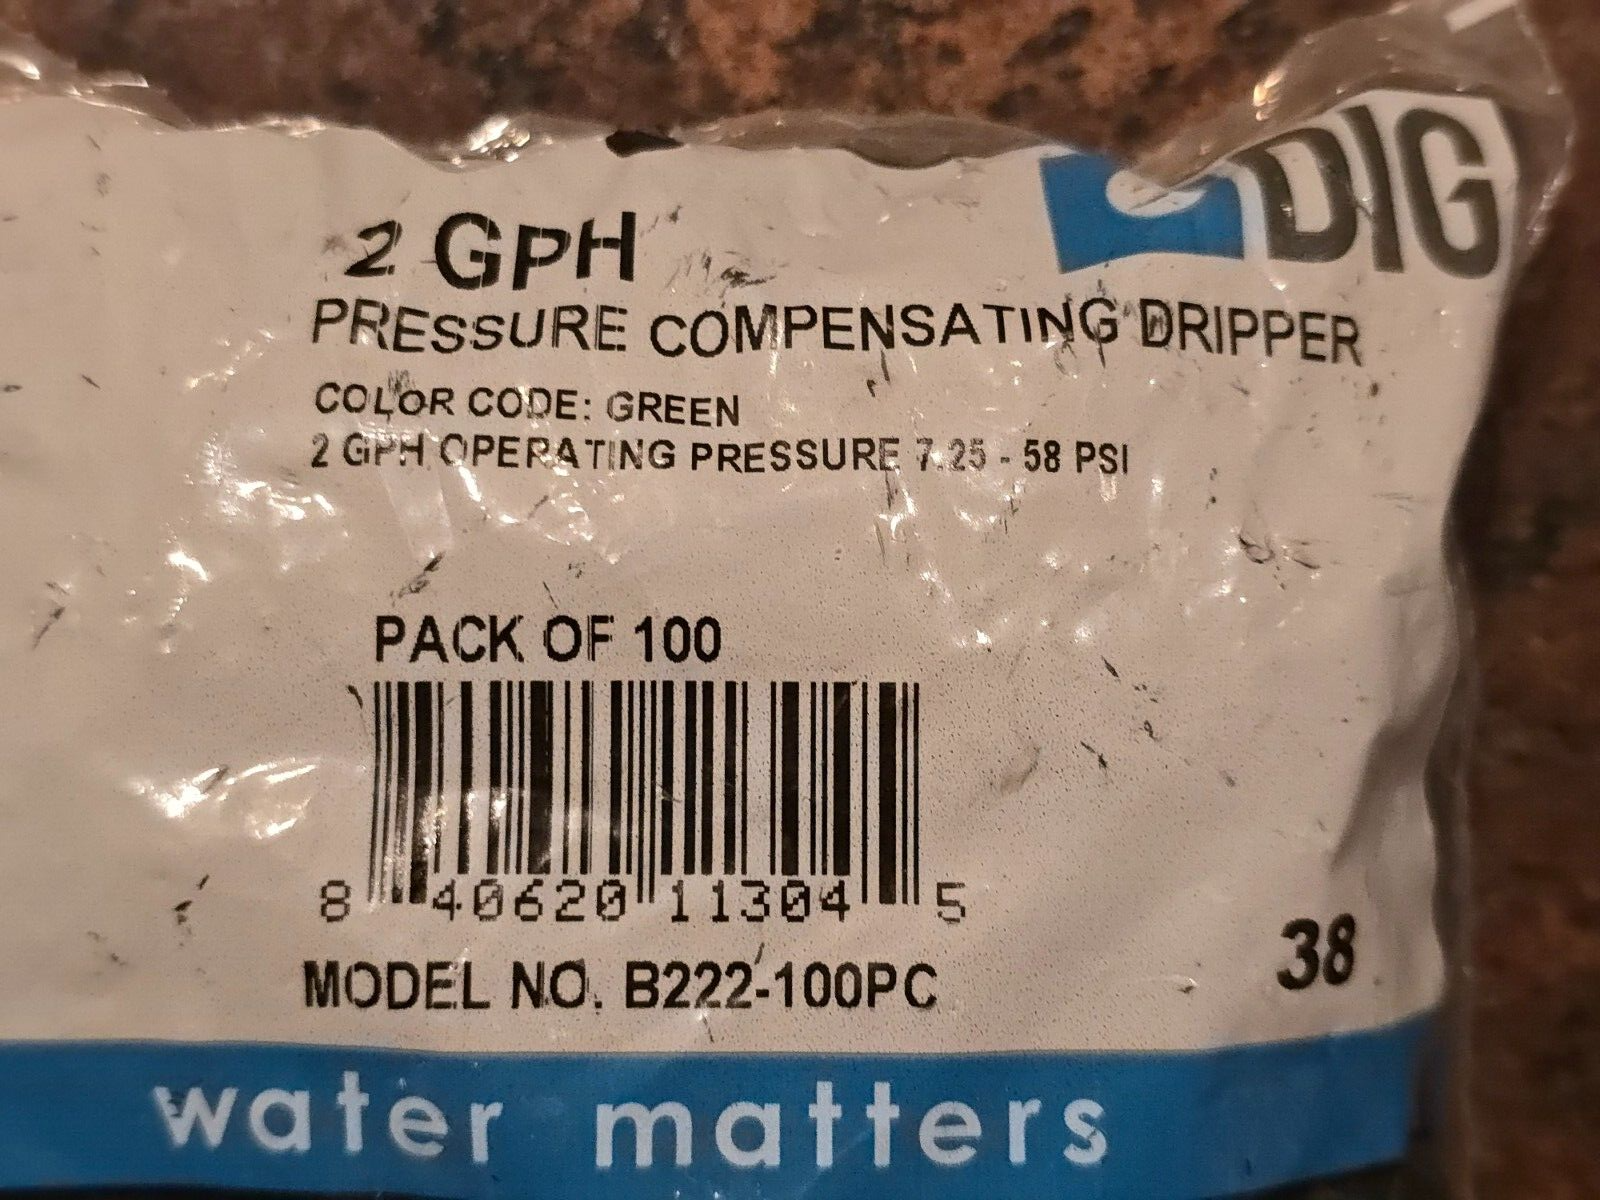 DIG
2 GPH
PRESSURE COMPENSATING DRIPPER
COLOR CODE: GREEN
2 GPH OPERATING PRESSURE 7.25 - 58 PSI
PACK OF 100
8 40620 11304 5
MODEL NO. B222-100PC
38
water matters